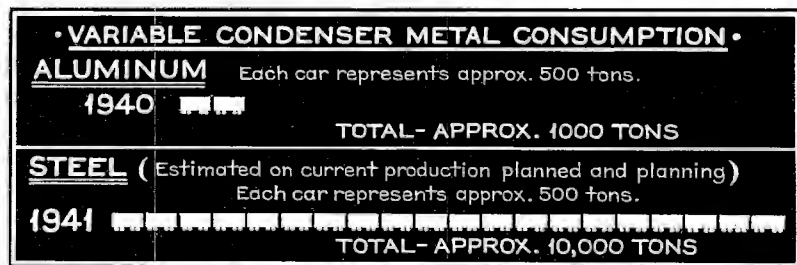 • VARIABLE CONDENSER METAL CONSUMPTION •
ALUMINUM Each car represents approx. 500 tons.
1940
TOTAL- APPROX. 1000 TONS
STEEL (Estimated on current production planned and planning)
Each car represents approx. 500 tons.
1941
TOTAL- APPROX. 10,000 TONS